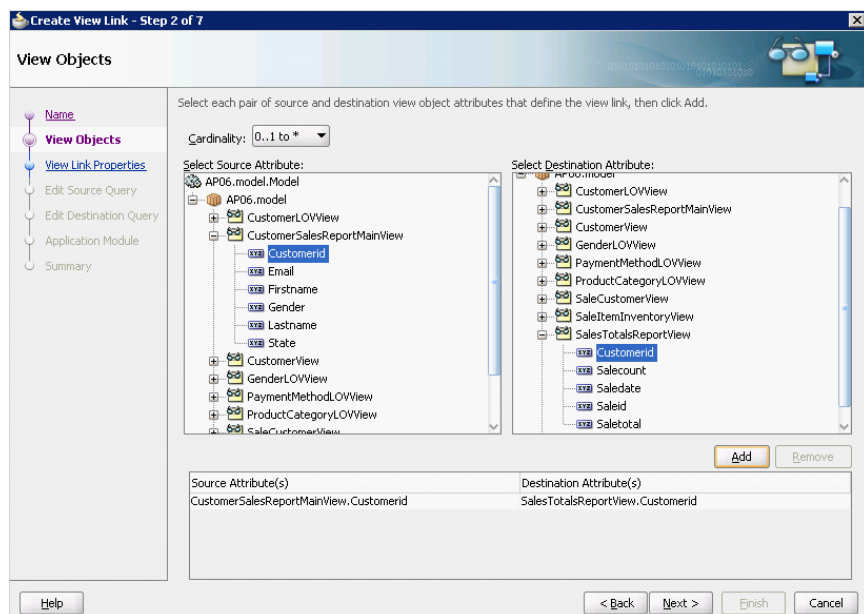 Create View Link - Step 2 of 7
View Objects
Select each pair of source and destination view object attributes that define the view link, then click Add.
Name
View Objects
View Link Properties
Edit Source Query
Edit Destination Query
Application Module
Summary
Cardinality: 0..1 to *
Select Source Attribute:
AP06.model.Model
AP06.model
CustomerLOVView
CustomerSalesReportMainView
Customerid
Email
Firstname
Gender
Lastname
State
CustomerView
GenderLOVView
PaymentMethodLOVView
ProductCategoryLOVView
SaleCustomerView
Select Destination Attribute:
AP06.model
CustomerLOVView
CustomerSalesReportMainView
CustomerView
GenderLOVView
PaymentMethodLOVView
ProductCategoryLOVView
SaleCustomerView
SaleItemInventoryView
SalesTotalsReportView
Customerid
Salecount
Saledate
Saleid
Saletotal
Add Remove
Source Attribute(s) Destination Attribute(s)
CustomerSalesReportMainView.Customerid SalesTotalsReportView.Customerid
Help < Back Next > Finish Cancel